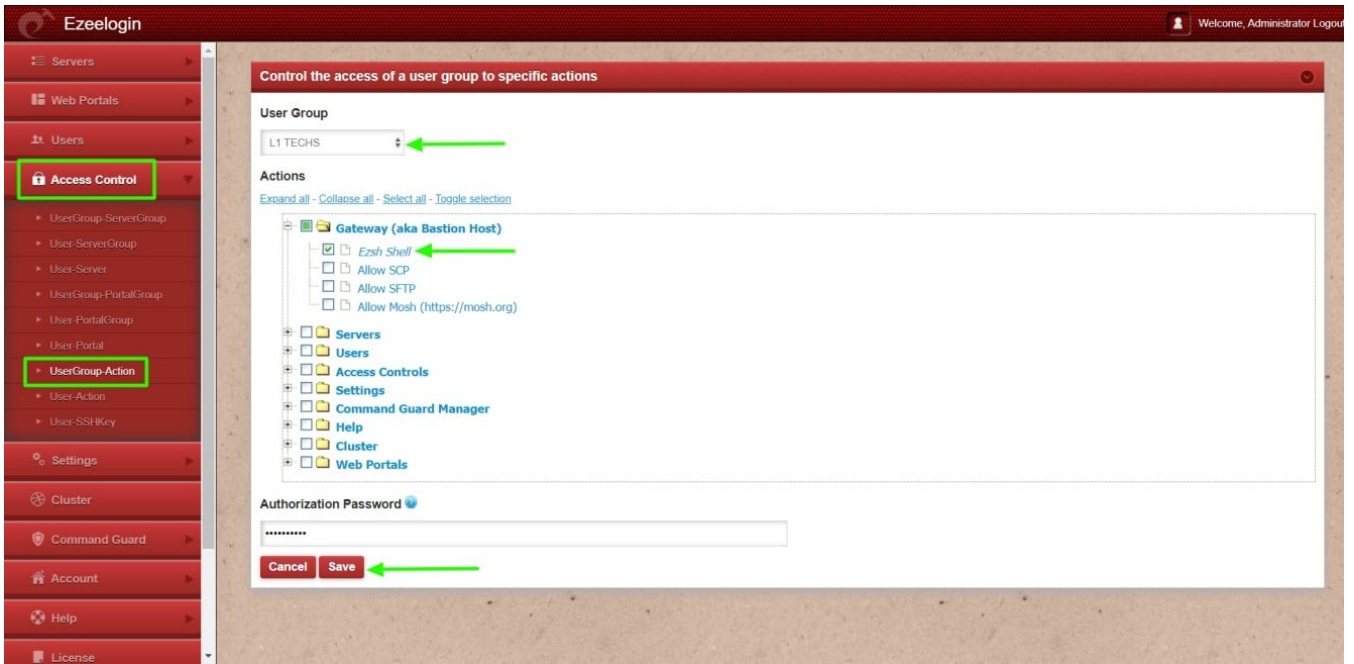 Ezeelogin
Welcome, Administrator Logout
Servers
Web Portals
Users
Access Control
UserGroup-ServerGroup
User-ServerGroup
User-Server
UserGroup-PortalGroup
User-PortalGroup
User-Portal
UserGroup-Action
User-Action
User-SSHKey
Settings
Cluster
Command Guard
Account
Help
License
Control the access of a user group to specific actions
User Group
L1 TECHS
Actions
Expand all - Collapse all - Select all - Toggle selection
Gateway (aka Bastion Host)
Ezsh Shell
Allow SCP
Allow SFTP
Allow Mosh (https://mosh.org)
Servers
Users
Access Controls
Settings
Command Guard Manager
Help
Cluster
Web Portals
Authorization Password
••••••••••
Cancel Save